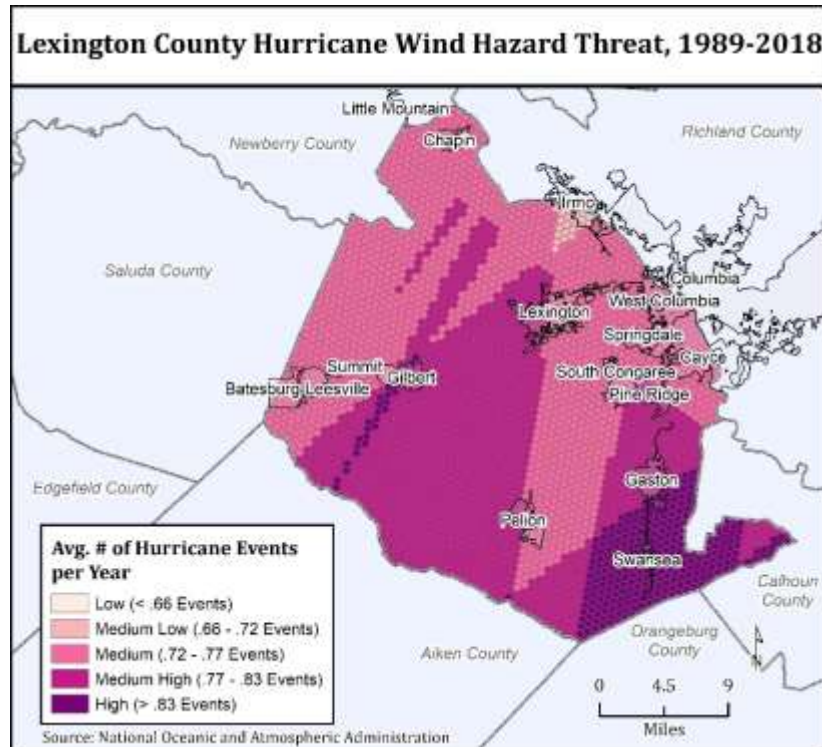 Lexington County Hurricane Wind Hazard Threat, 1989-2018
Little Mountain
Chapin
Newberry County
Richland County
Irmo
Saluda County
Columbia
West Columbia
Lexington
Springdale
Cayce
Summit
Gilbert
South Congaree
Batesburg-Leesville
Pine Ridge
Edgefield County
Gaston
Pelion
Swansea
Calhoun
County
Orangeburg
County
Aiken County
N
Avg. # of Hurricane Events
per Year
Low (< .66 Events)
Medium Low (.66 - .72 Events)
Medium (.72 - .77 Events)
Medium High (.77 - .83 Events)
High (> .83 Events)
0 4.5 9
Miles
Source: National Oceanic and Atmospheric Administration